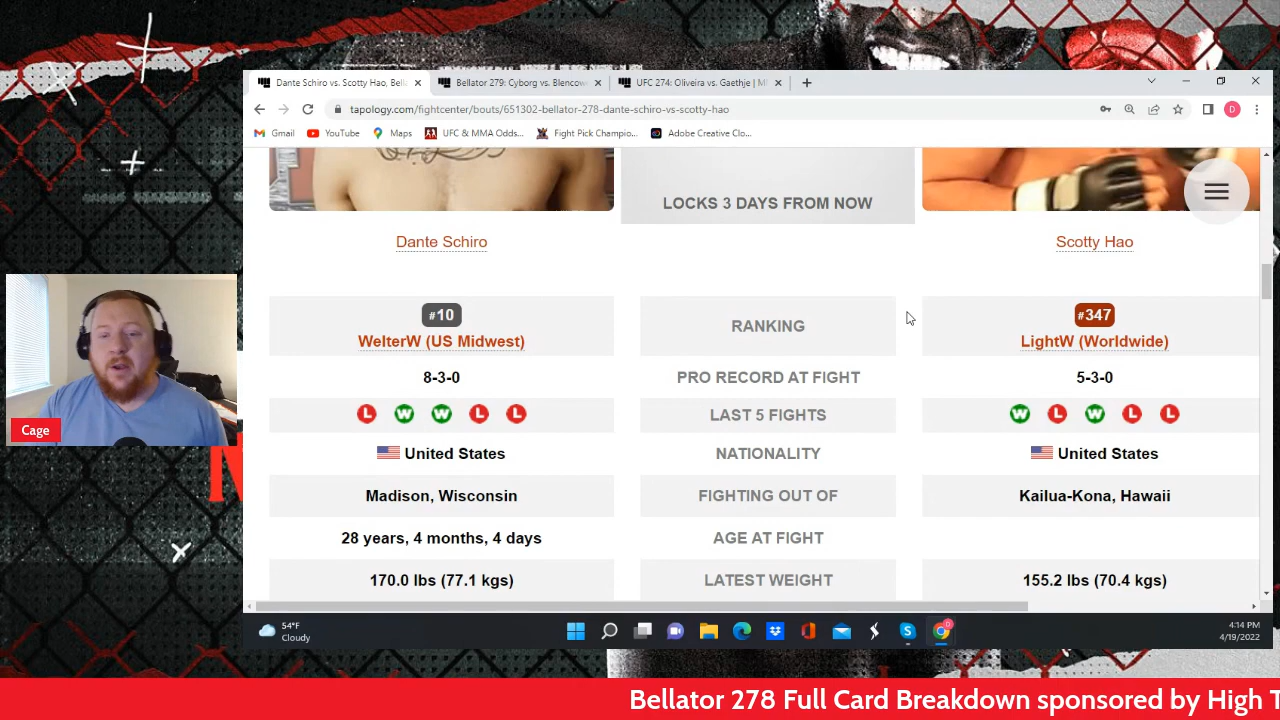 Dante Schiro vs. Scotty Hao, Bella
Bellator 279: Cyborg vs. Blencow
UFC 274: Oliveira vs. Gaethje | M
tapology.com/fightcenter/bouts/651302-bellator-278-dante-schiro-vs-scotty-hao
D
Gmail
YouTube
Maps
UFC & MMA Odds...
Fight Pick Champio...
Adobe Creative Clo...
LOCKS 3 DAYS FROM NOW
Dante Schiro
Scotty Hao
#10
RANKING
#347
WelterW (US Midwest)
LightW (Worldwide)
8-3-0
PRO RECORD AT FIGHT
5-3-0
L W W L L
LAST 5 FIGHTS
W L W L L
United States
NATIONALITY
United States
Madison, Wisconsin
FIGHTING OUT OF
Kailua-Kona, Hawaii
28 years, 4 months, 4 days
AGE AT FIGHT
170.0 lbs (77.1 kgs)
LATEST WEIGHT
155.2 lbs (70.4 kgs)
Cage
54°F
Cloudy
4:14 PM
4/19/2022
Bellator 278 Full Card Breakdown sponsored by High T